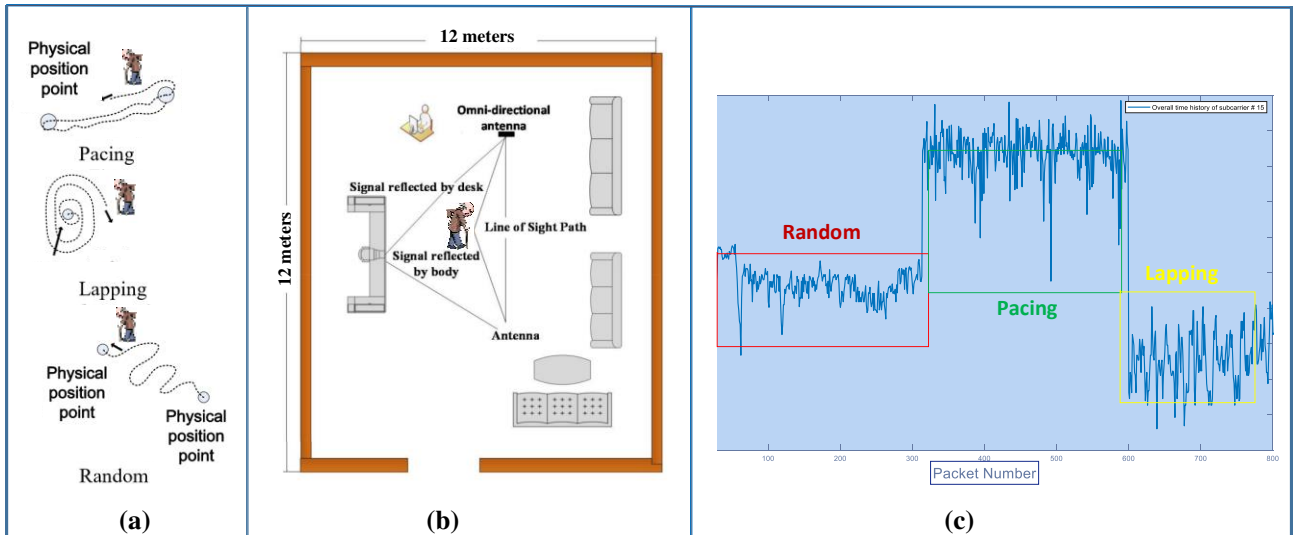 Physical
position
point
Pacing
Lapping
Physical
position
point
Physical
position
point
Random
(a)
12 meters
12 meters
Omni-directional
antenna
Signal reflected by desk
Line of Sight Path
Signal reflected
by body
Antenna
(b)
Overall time history of subcarrier # 15
Random
Lapping
Pacing
100
200
300
400
500
600
700
800
Packet Number
(c)